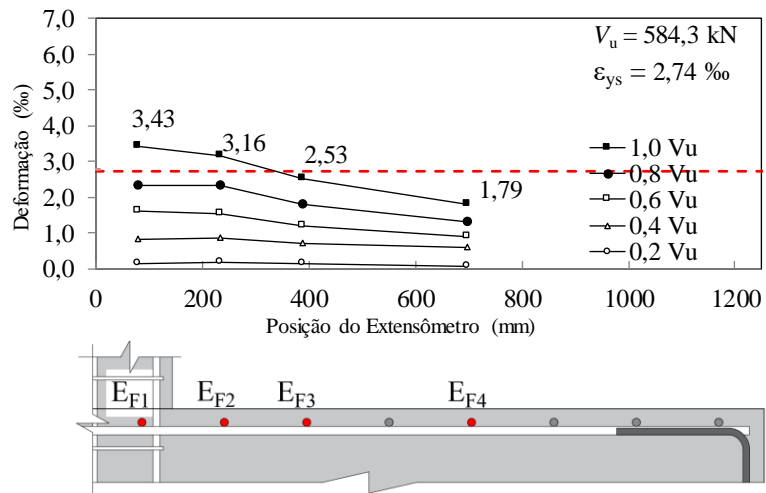 7,0
6,0
5,0
4,0
3,0
2,0
1,0
0,0
Deformação (‰)
Vu = 584,3 kN
εys = 2,74 ‰
3,43
3,16
2,53
1,79
1,0 Vu
0,8 Vu
0,6 Vu
0,4 Vu
0,2 Vu
0 200 400 600 800 1000 1200
Posição do Extensômetro (mm)
EF1 EF2 EF3 EF4